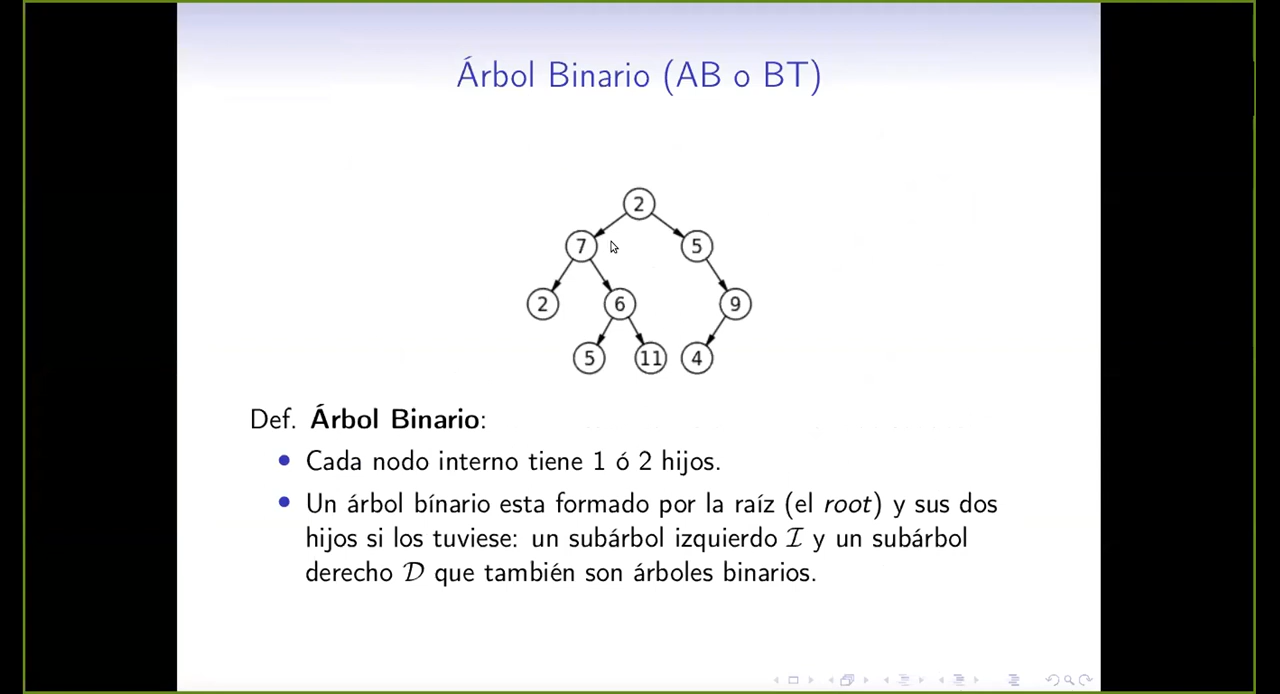 Árbol Binario (AB o BT)
2
7 5
2 6 9
5 11 4
Def. Árbol Binario:
• Cada nodo interno tiene 1 ó 2 hijos.
• Un árbol bínario esta formado por la raíz (el root) y sus dos
hijos si los tuviese: un subárbol izquierdo I y un subárbol
derecho D que también son árboles binarios.